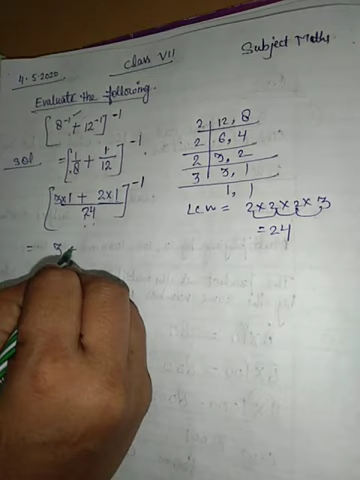 4.5.2020 Class VII Subject Maths
Evaluate the following.
[8⁻¹ + 12⁻¹]⁻¹
Sol = [1/8 + 1/12]⁻¹
[3×1 + 2×1 / 24]⁻¹
= 3
2 | 12, 8
2 | 6, 4
2 | 3, 2
3 | 3, 1
1, 1
LCM = 2×2×2×3
= 24